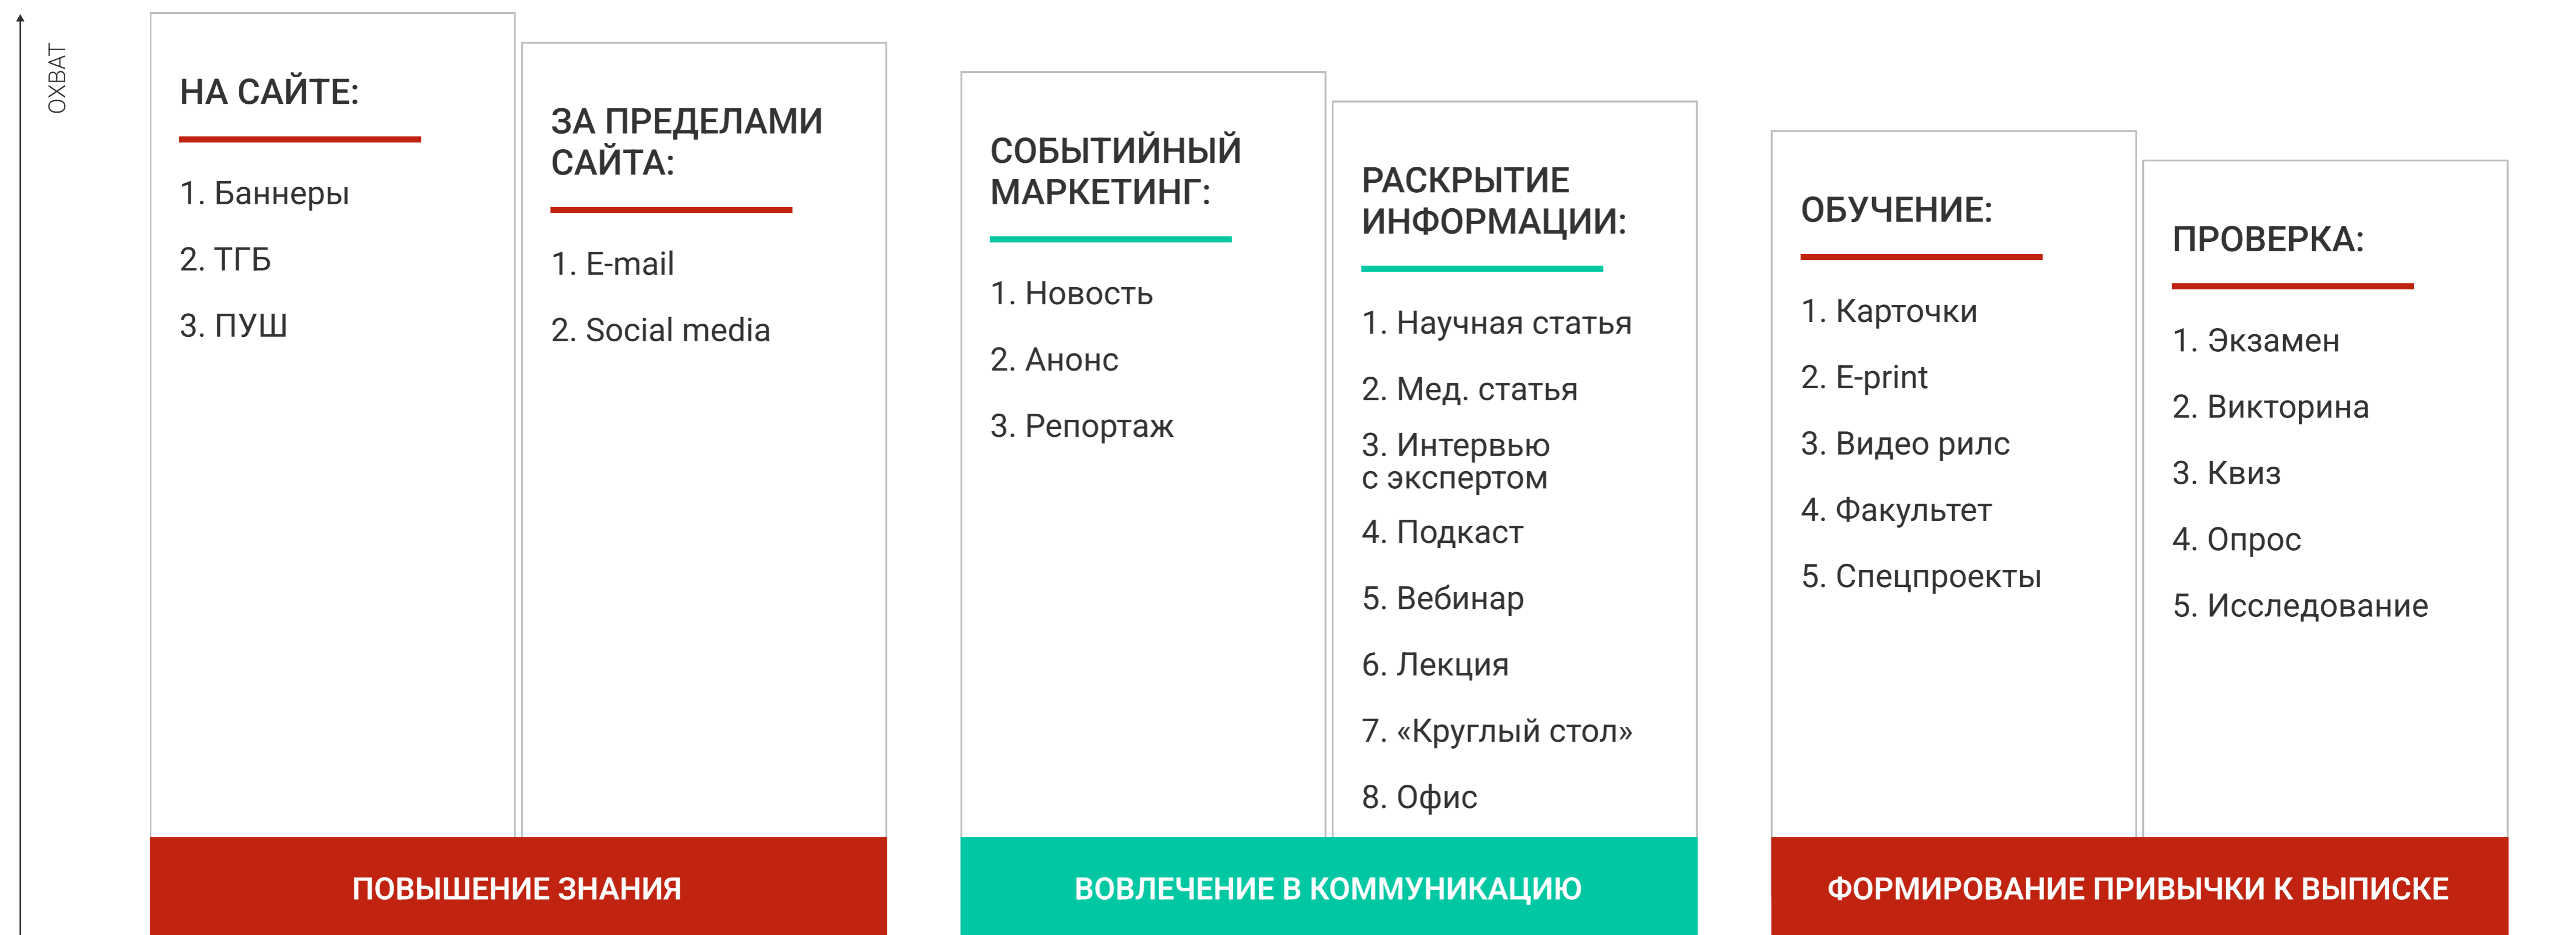 ОХВАТ
НА САЙТЕ:
1. Баннеры
2. ТГБ
3. ПУШ
ЗА ПРЕДЕЛАМИ
САЙТА:
1. E-mail
2. Social media
ПОВЫШЕНИЕ ЗНАНИЯ
СОБЫТИЙНЫЙ
МАРКЕТИНГ:
1. Новость
2. Анонс
3. Репортаж
РАСКРЫТИЕ
ИНФОРМАЦИИ:
1. Научная статья
2. Мед. статья
3. Интервью
с экспертом
4. Подкаст
5. Вебинар
6. Лекция
7. «Круглый стол»
8. Офис
ВОВЛЕЧЕНИЕ В КОММУНИКАЦИЮ
ОБУЧЕНИЕ:
1. Карточки
2. E-print
3. Видео рилс
4. Факультет
5. Спецпроекты
ПРОВЕРКА:
1. Экзамен
2. Викторина
3. Квиз
4. Опрос
5. Исследование
ФОРМИРОВАНИЕ ПРИВЫЧКИ К ВЫПИСКЕ